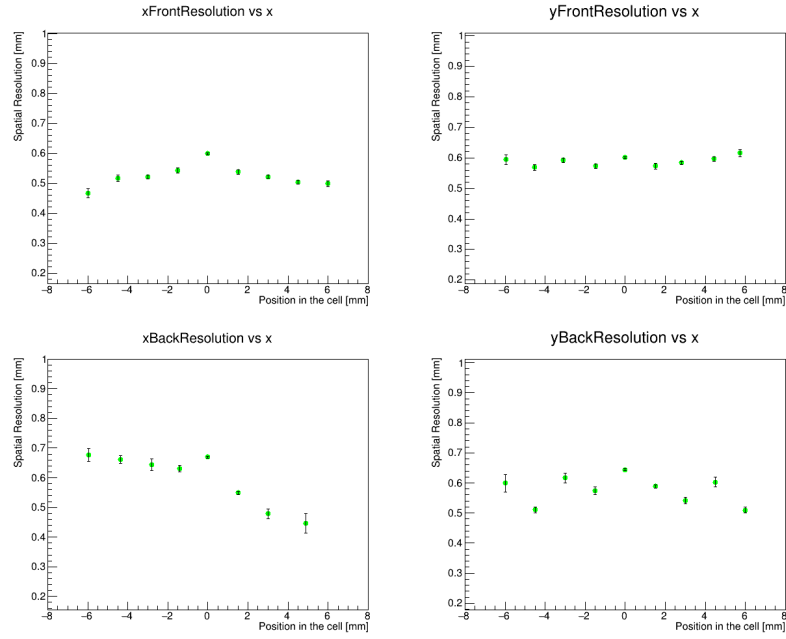 xFrontResolution vs x
Spatial Resolution [mm]
1
0.9
0.8
0.7
0.6
0.5
0.4
0.3
0.2
−8 −6 −4 −2 0 2 4 6 8
Position in the cell [mm]
yFrontResolution vs x
Spatial Resolution [mm]
1
0.9
0.8
0.7
0.6
0.5
0.4
0.3
0.2
−8 −6 −4 −2 0 2 4 6 8
Position in the cell [mm]
xBackResolution vs x
Spatial Resolution [mm]
1
0.9
0.8
0.7
0.6
0.5
0.4
0.3
0.2
−8 −6 −4 −2 0 2 4 6 8
Position in the cell [mm]
yBackResolution vs x
Spatial Resolution [mm]
1
0.9
0.8
0.7
0.6
0.5
0.4
0.3
0.2
−8 −6 −4 −2 0 2 4 6 8
Position in the cell [mm]